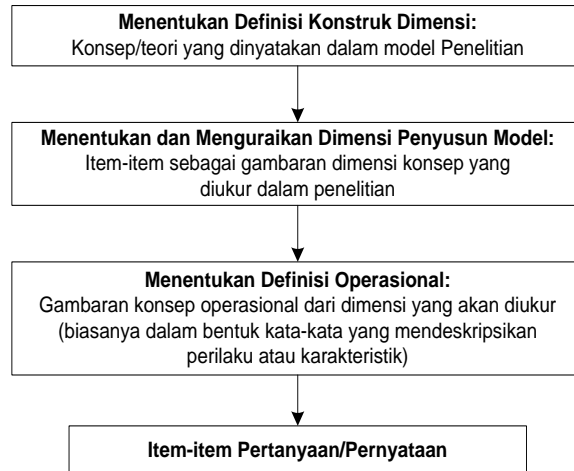 Menentukan Definisi Konstruk Dimensi:
Konsep/teori yang dinyatakan dalam model Penelitian
Menentukan dan Menguraikan Dimensi Penyusun Model:
Item-item sebagai gambaran dimensi konsep yang
diukur dalam penelitian
Menentukan Definisi Operasional:
Gambaran konsep operasional dari dimensi yang akan diukur
(biasanya dalam bentuk kata-kata yang mendeskripsikan
perilaku atau karakteristik)
Item-item Pertanyaan/Pernyataan